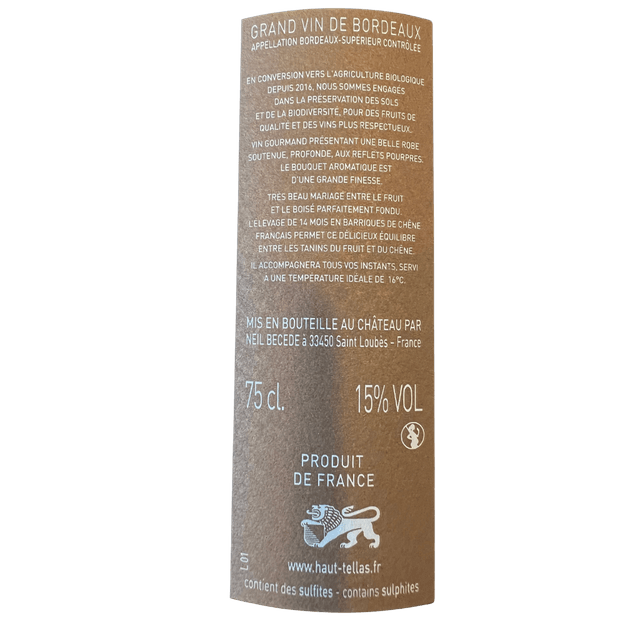 GRAND VIN DE BORDEAUX
APPELLATION BORDEAUX-SUPÉRIEUR CONTRÔLÉE
EN CONVERSION VERS L'AGRICULTURE BIOLOGIQUE
DEPUIS 2016, NOUS SOMMES ENGAGÉS
DANS LA PRÉSERVATION DES SOLS
ET DE LA BIODIVERSITÉ, POUR DES FRUITS DE
QUALITÉ ET DES VINS PLUS RESPECTUEUX.
VIN GOURMAND PRÉSENTANT UNE BELLE ROBE
SOUTENUE, PROFONDE, AUX REFLETS POURPRES.
LE BOUQUET AROMATIQUE EST
D'UNE GRANDE FINESSE.
TRÈS BEAU MARIAGE ENTRE LE FRUIT
ET LE BOISÉ PARFAITEMENT FONDU.
L'ÉLEVAGE DE 14 MOIS EN BARRIQUES DE CHÊNE
FRANÇAIS PERMET CE DÉLICIEUX ÉQUILIBRE
ENTRE LES TANINS DU FRUIT ET DU CHÊNE.
IL ACCOMPAGNERA TOUS VOS INSTANTS, SERVI
À UNE TEMPÉRATURE IDÉALE DE 16°C.
MIS EN BOUTEILLE AU CHÂTEAU PAR
NEIL BECEDE à 33450 Saint Loubès - France
75 cl. 15% VOL
PRODUIT
DE FRANCE
www.haut-tellas.fr
L 01
contient des sulfites - contains sulphites